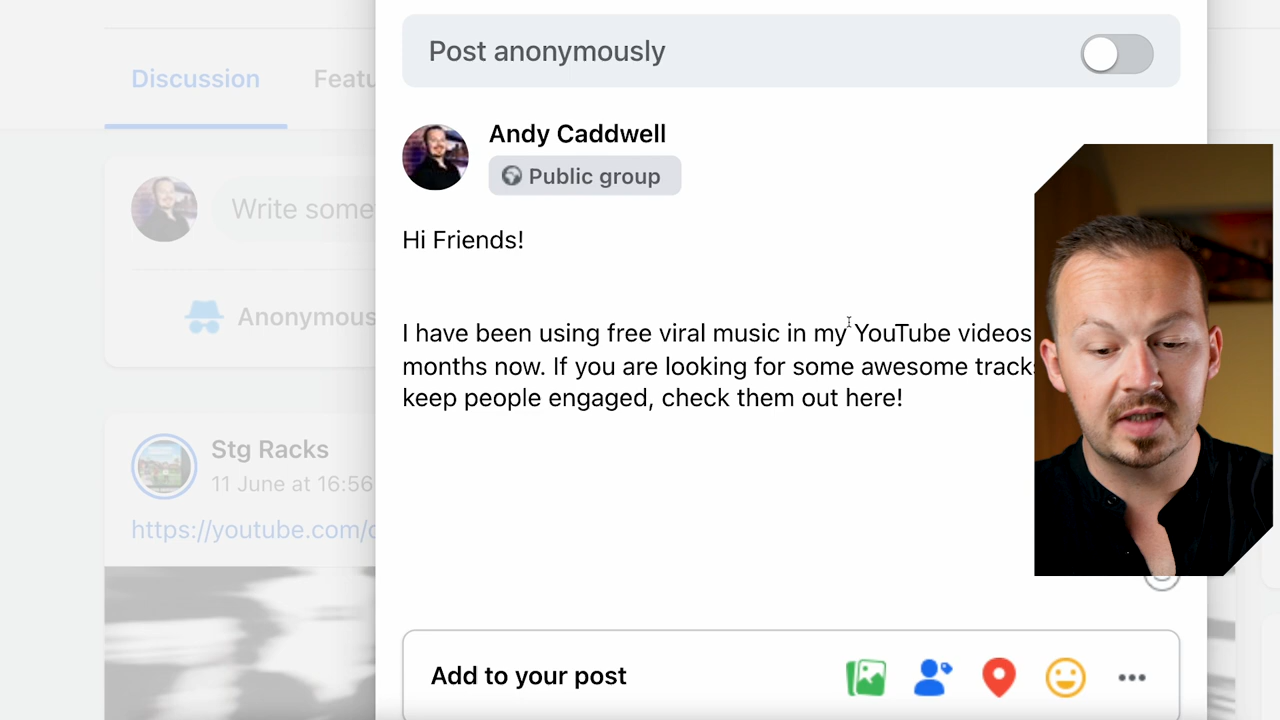 Post anonymously
Discussion
Featu
Andy Caddwell
Public group
Write some
Hi Friends!
Anonymous
I have been using free viral music in my YouTube videos
months now. If you are looking for some awesome track
keep people engaged, check them out here!
Stg Racks
11 June at 16:56
https://youtube.com/
Add to your post